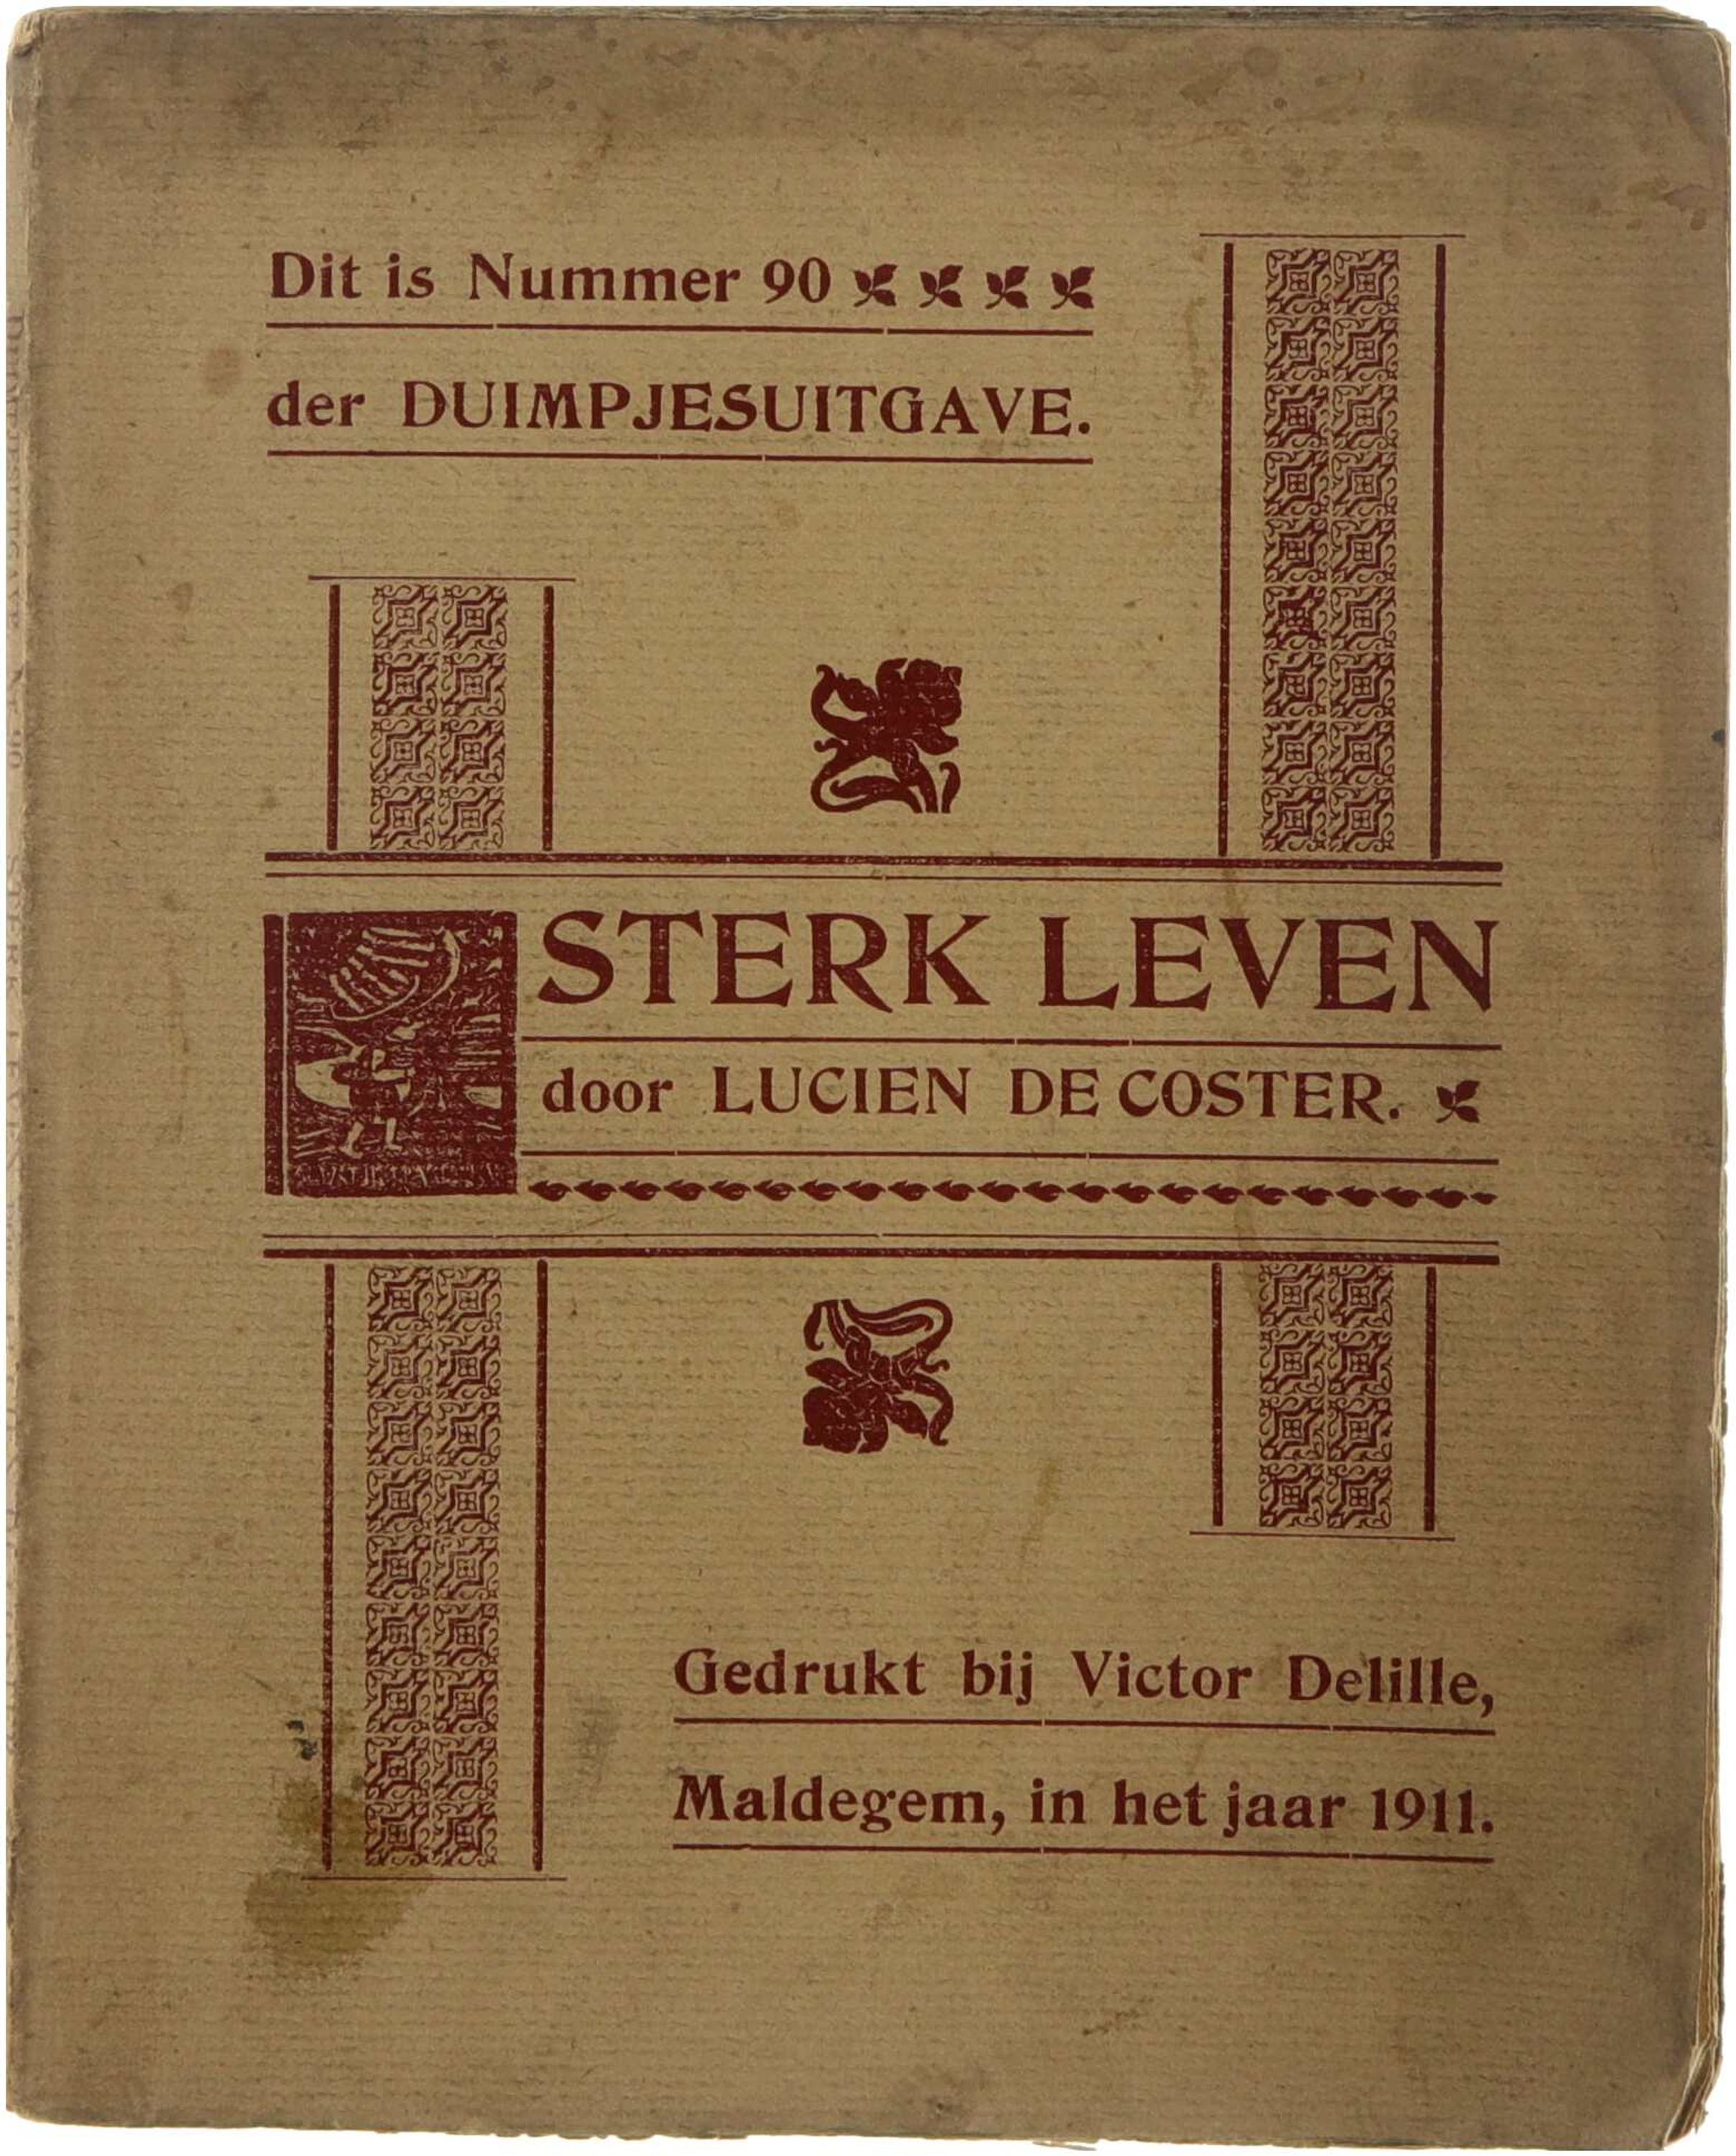 Dit is Nummer 90
der DUIMPJESUITGAVE.
STERK LEVEN
door LUCIEN DE COSTER.
Gedrukt bij Victor Delille,
Maldegem, in het jaar 1911.